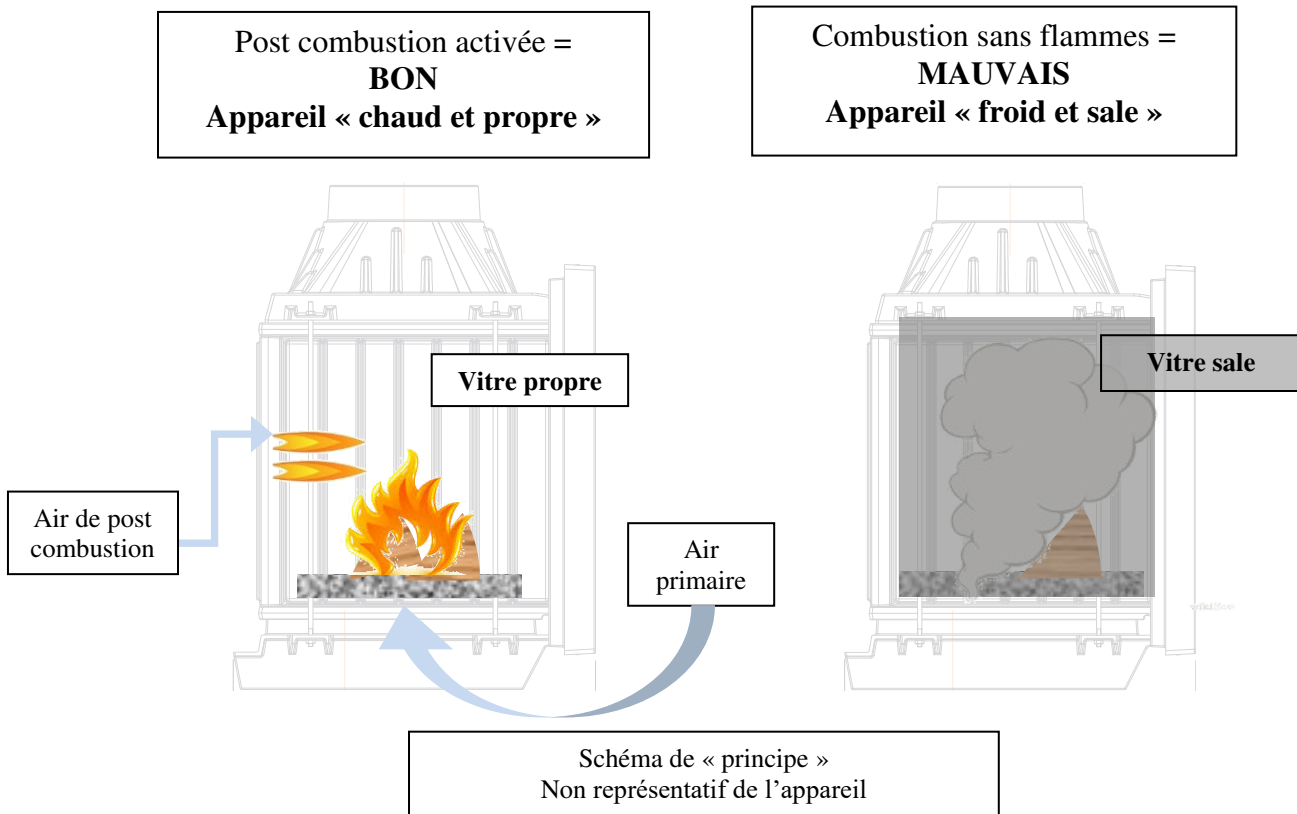 Post combustion activée =
BON
Appareil « chaud et propre »
Combustion sans flammes =
MAUVAIS
Appareil « froid et sale »
Vitre propre
Vitre sale
Air de post
combustion
Air
primaire
Schéma de « principe »
Non représentatif de l’appareil